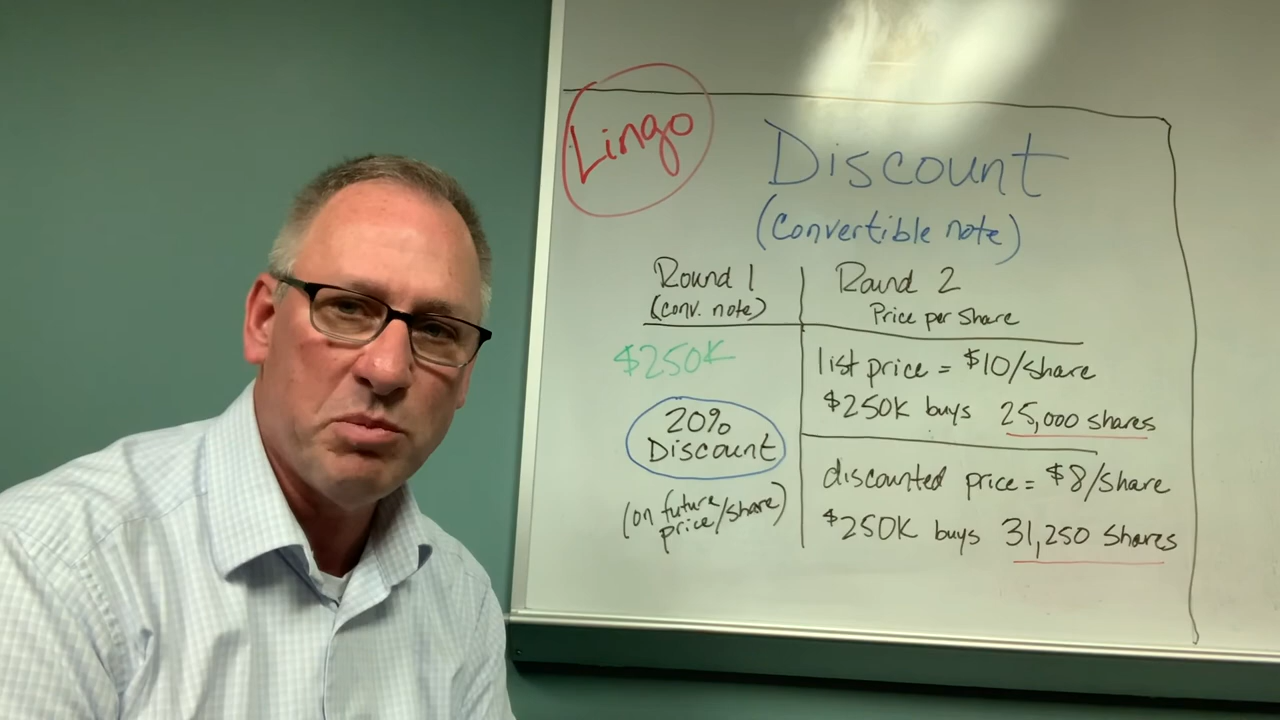 Lingo
Discount
(convertible note)
Round 1
(conv. note)
$250K
20%
Discount
(on future
price/share)
Round 2
Price per Share
list price = $10/share
$250K buys 25,000 shares
discounted price = $8/share
$250K buys 31,250 shares